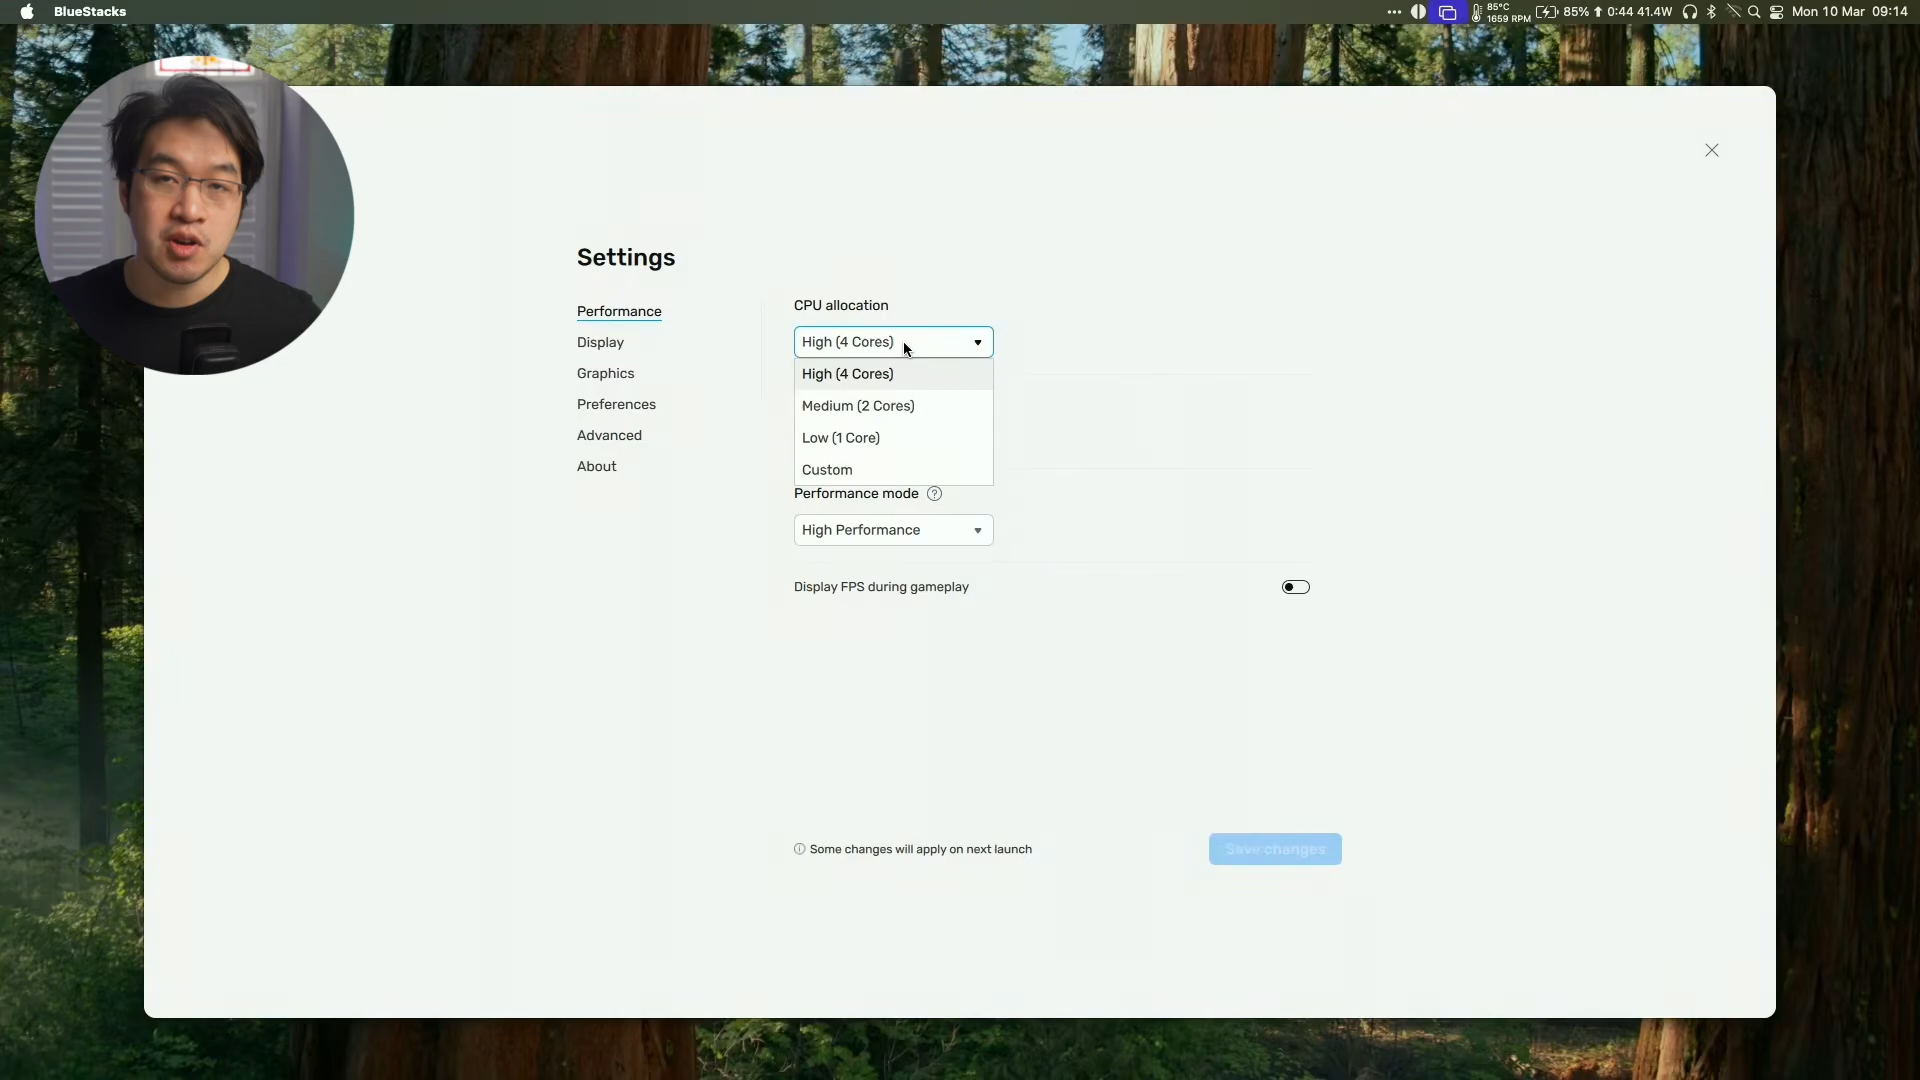 BlueStacks
85°C
1659 RPM
85% 0:44 41.4W
Mon 10 Mar 09:14
Settings
Performance
Display
Graphics
Preferences
Advanced
About
CPU allocation
High (4 Cores)
High (4 Cores)
Medium (2 Cores)
Low (1 Core)
Custom
Performance mode ?
High Performance
Display FPS during gameplay
Some changes will apply on next launch
Save changes